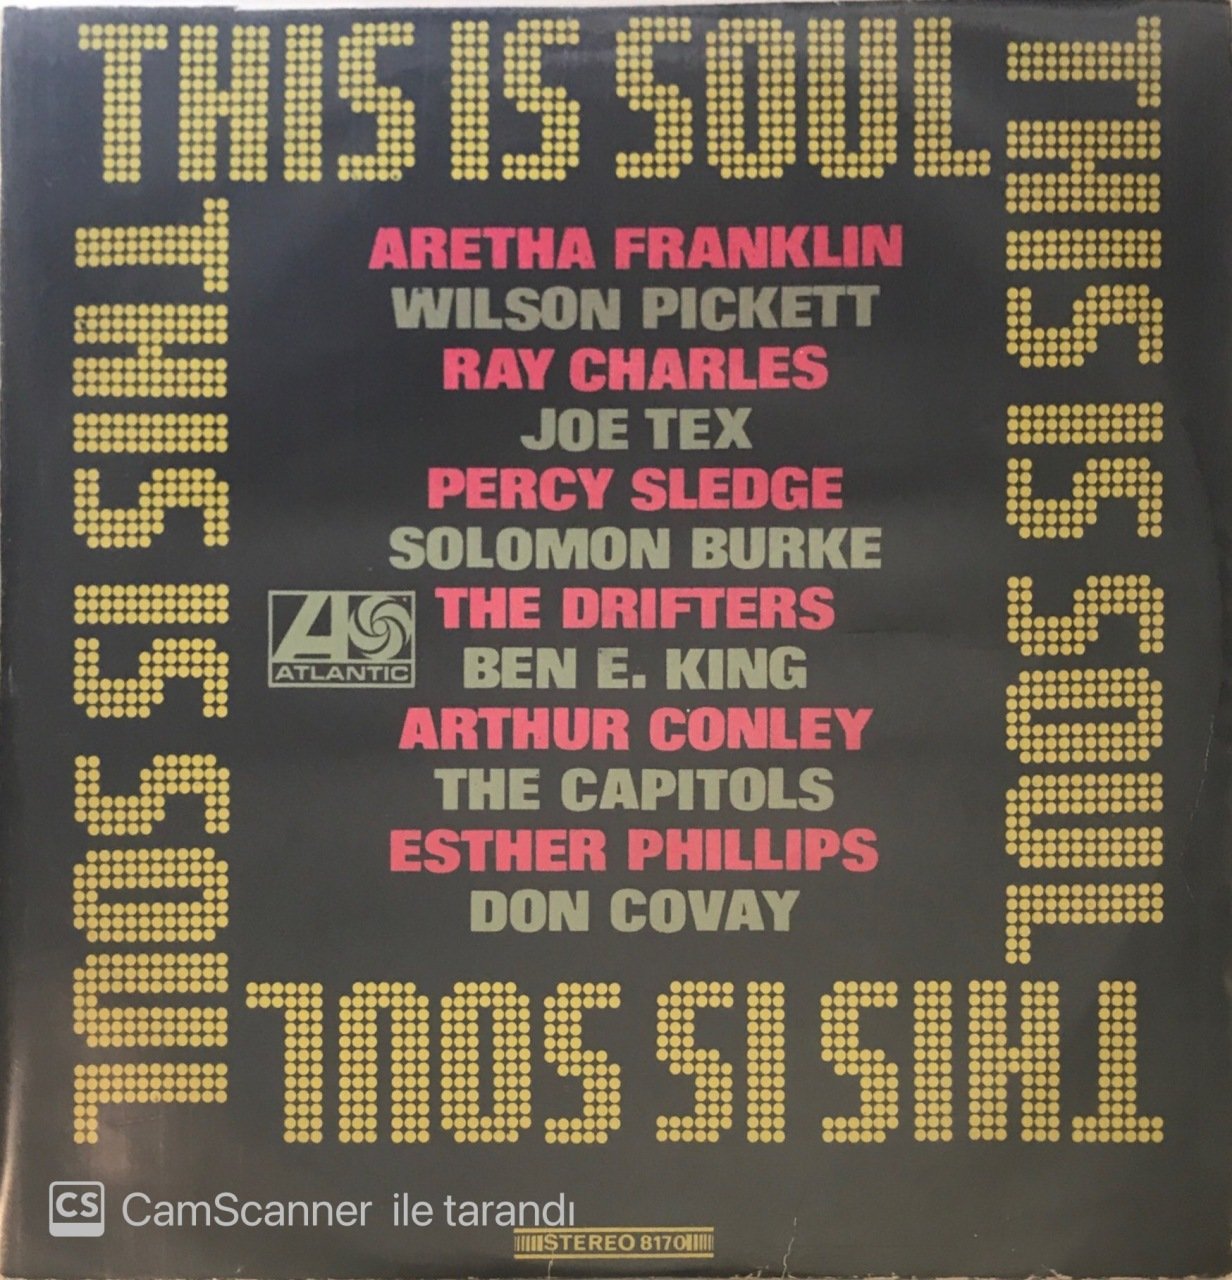 THIS IS SOUL
THIS IS SOUL
THIS IS SOUL
ARETHA FRANKLIN
WILSON PICKETT
RAY CHARLES
JOE TEX
PERCY SLEDGE
SOLOMON BURKE
THE DRIFTERS
ATLANTIC
BEN E. KING
ARTHUR CONLEY
THE CAPITOLS
ESTHER PHILLIPS
DON COVAY
THIS IS SOUL
CS CamScanner ile tarandı
STEREO 8170